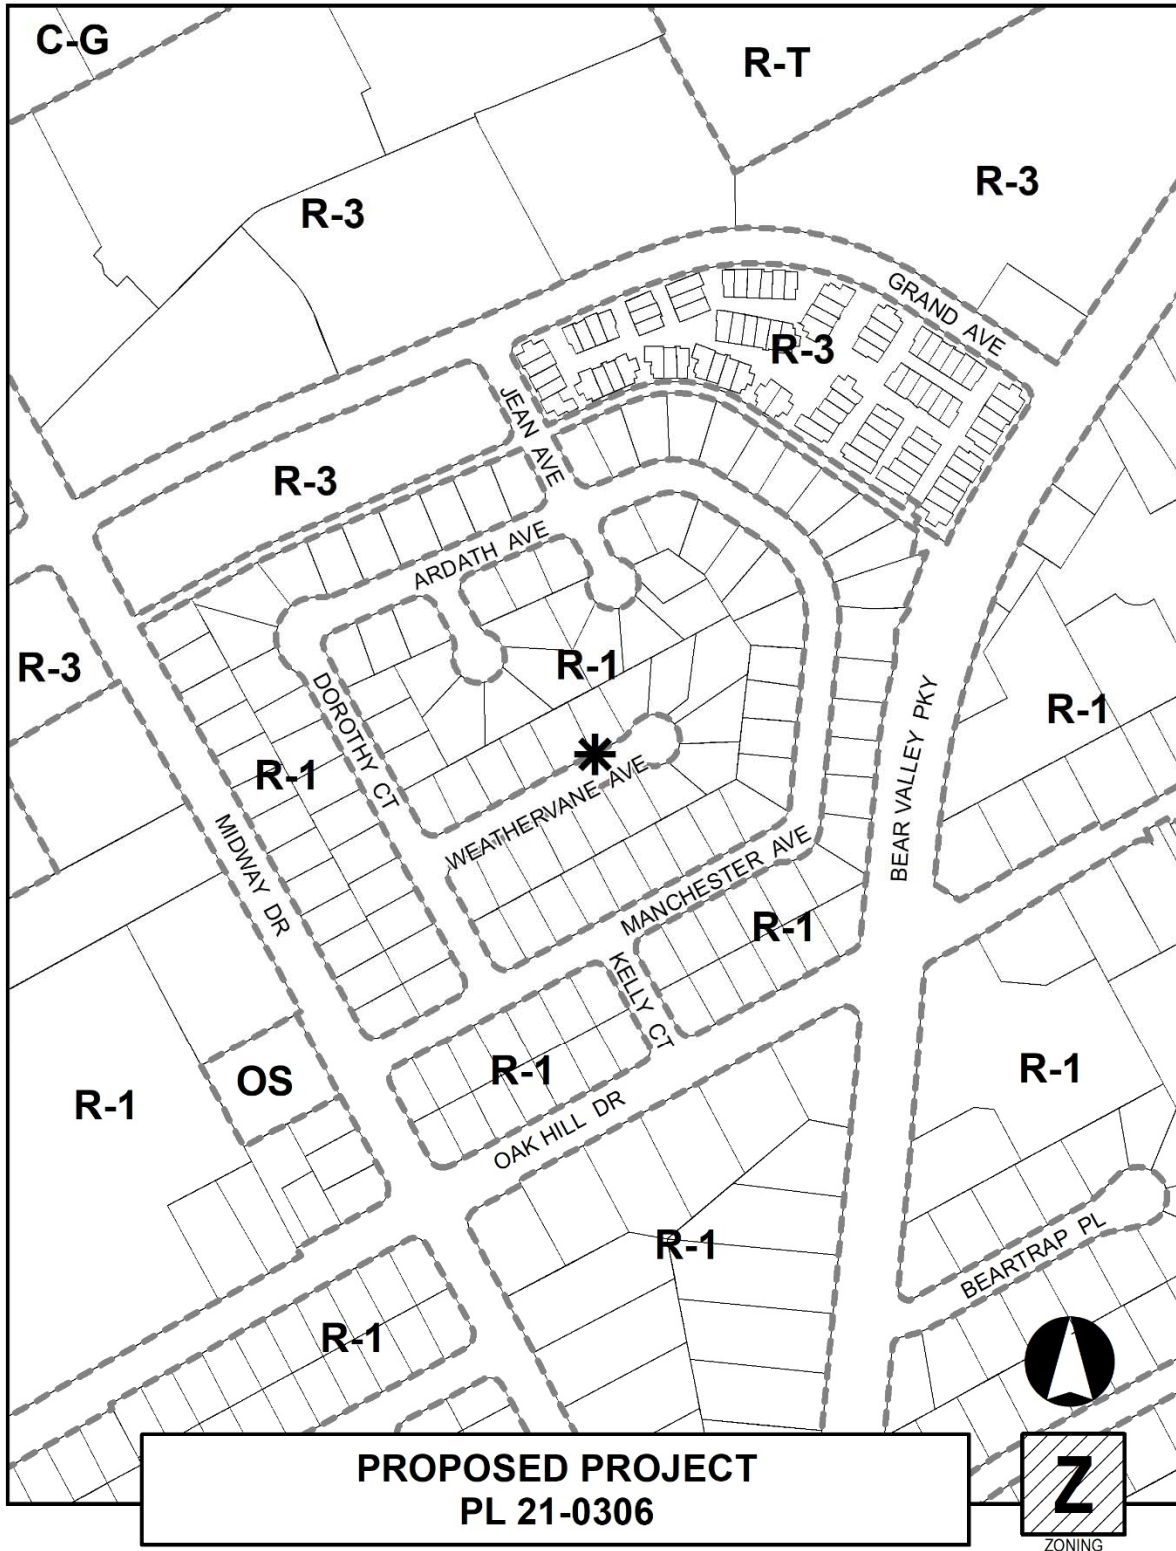 C-G
R-T
R-3
R-3
GRAND AVE
R-3
JEAN AVE
R-3
ARDATH AVE
R-3
R-1
DOROTHY CT
R-1
R-1
BEAR VALLEY PKY
WEATHERVANE AVE
MIDWAY DR
MANCHESTER AVE
R-1
KELLY CT
R-1
R-1
OS
R-1
OAK HILL DR
R-1
BEARTRAP PL
R-1
PROPOSED PROJECT
PL 21-0306
Z
ZONING